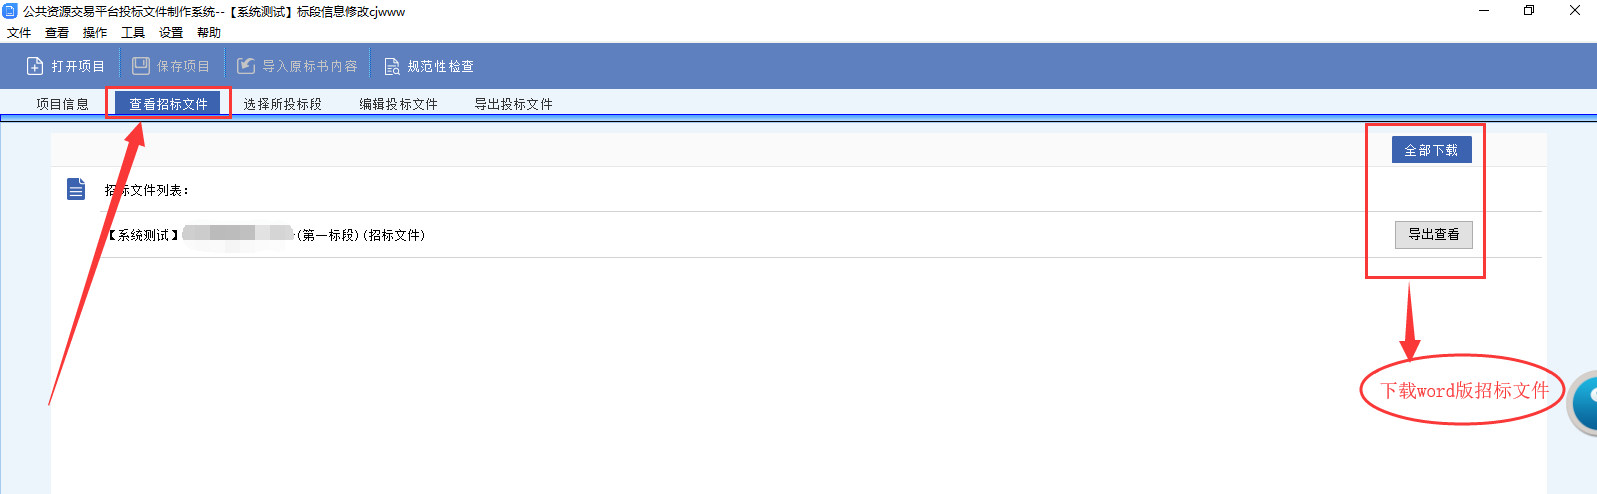 公共资源交易平台投标文件制作系统--【系统测试】标段信息修改cjwww
文件 查看 操作 工具 设置 帮助
打开项目 保存项目 导入原标书内容 规范性检查
项目信息 查看招标文件 选择所投标段 编辑投标文件 导出投标文件
全部下载
招标文件列表：
【系统测试】 (第一标段)(招标文件) 导出查看
下载word版招标文件